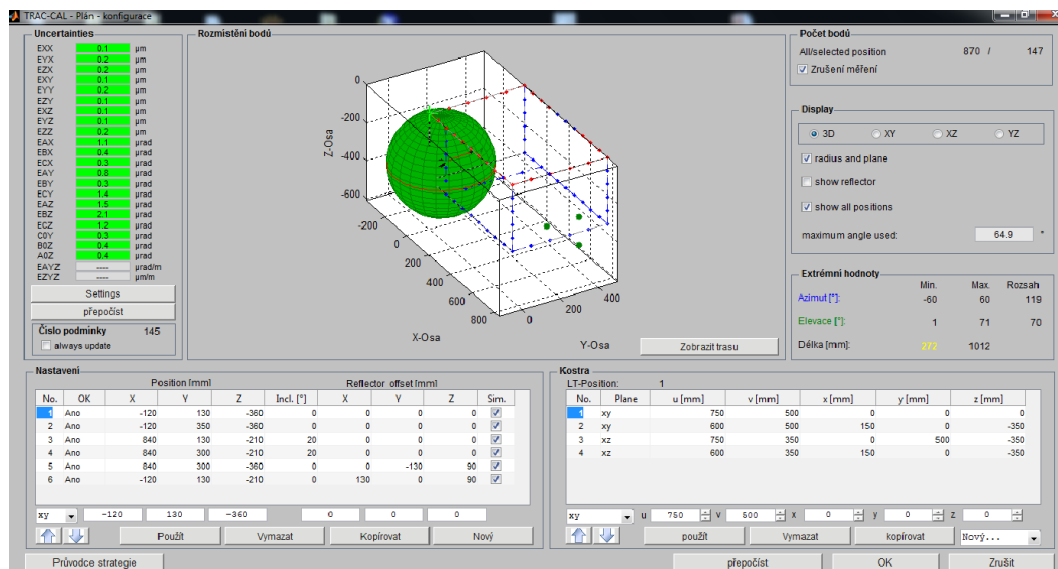 TRAC-CAL - Plán - konfigurace
Uncertainties
EXX 0.1 µm
EYX 0.2 µm
EZX 0.2 µm
EXY 0.1 µm
EYY 0.2 µm
EZY 0.1 µm
EXZ 0.1 µm
EYZ 0.1 µm
EZZ 0.2 µm
EAX 1.1 µrad
EBX 0.4 µrad
ECX 0.3 µrad
EAY 0.8 µrad
EBY 0.3 µrad
ECY 1.4 µrad
EAZ 1.5 µrad
EBZ 2.1 µrad
ECZ 1.2 µrad
C0Y 0.3 µrad
B0Z 0.4 µrad
A0Z 0.4 µrad
EAYZ ---- µrad/m
EZYZ ---- µm/m
Settings
přepočíst
Číslo podmínky 145
always update
Rozmístění bodů
0
-200
-400
-600
Z-Osa
-200
0
200
400
600
800
X-Osa
0
200
400
Y-Osa
Zobrazit trasu
Počet bodů
All/selected position 870 / 147
Zrušení měření
Display
3D XY XZ YZ
radius and plane
show reflector
show all positions
maximum angle used: 64.9 °
Extrémní hodnoty
Min. Max. Rozsah
Azimut [°]: -60 60 119
Elevace [°]: 1 71 70
Délka [mm]: 272 1012
Nastavení
Position [mm] Reflector offset [mm]
No. OK X Y Z Incl. [°] X Y Z Sim.
1 Ano -120 130 -360 0 0 0 0
2 Ano -120 350 -360 0 0 0 0
3 Ano 840 130 -210 20 0 0 0
4 Ano 840 300 -210 20 0 0 0
5 Ano 840 300 -360 0 0 -130 90
6 Ano -120 130 -210 0 130 0 90
xy -120 130 -360 0 0 0
Použít Vymazat Kopírovat Nový
Kostra
LT-Position: 1
No. Plane u [mm] v [mm] x [mm] y [mm] z [mm]
1 xy 750 500 0 0 0
2 xy 600 500 150 0 -350
3 xz 750 350 0 500 0
4 xz 600 350 150 0 -350
xy u 750 v 500 x 0 y 0 z 0
použít Vymazat kopírovat Nový...
Průvodce strategie přepočíst OK Zrušit